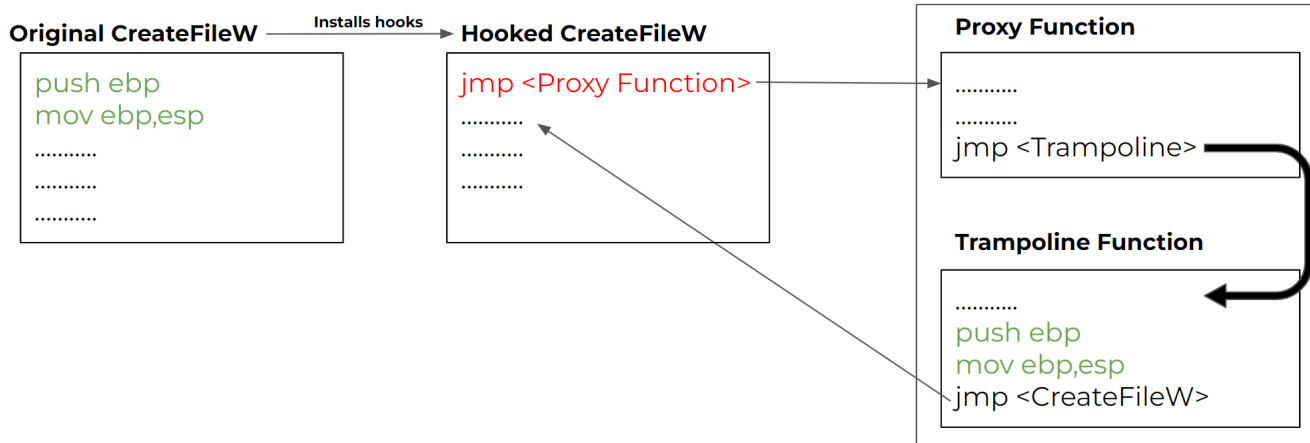 Original CreateFileW
Installs hooks
Hooked CreateFileW
Proxy Function
push ebp
mov ebp,esp
...........
...........
...........
jmp <Proxy Function>
...........
...........
...........
...........
...........
jmp <Trampoline>
Trampoline Function
...........
push ebp
mov ebp,esp
jmp <CreateFileW>